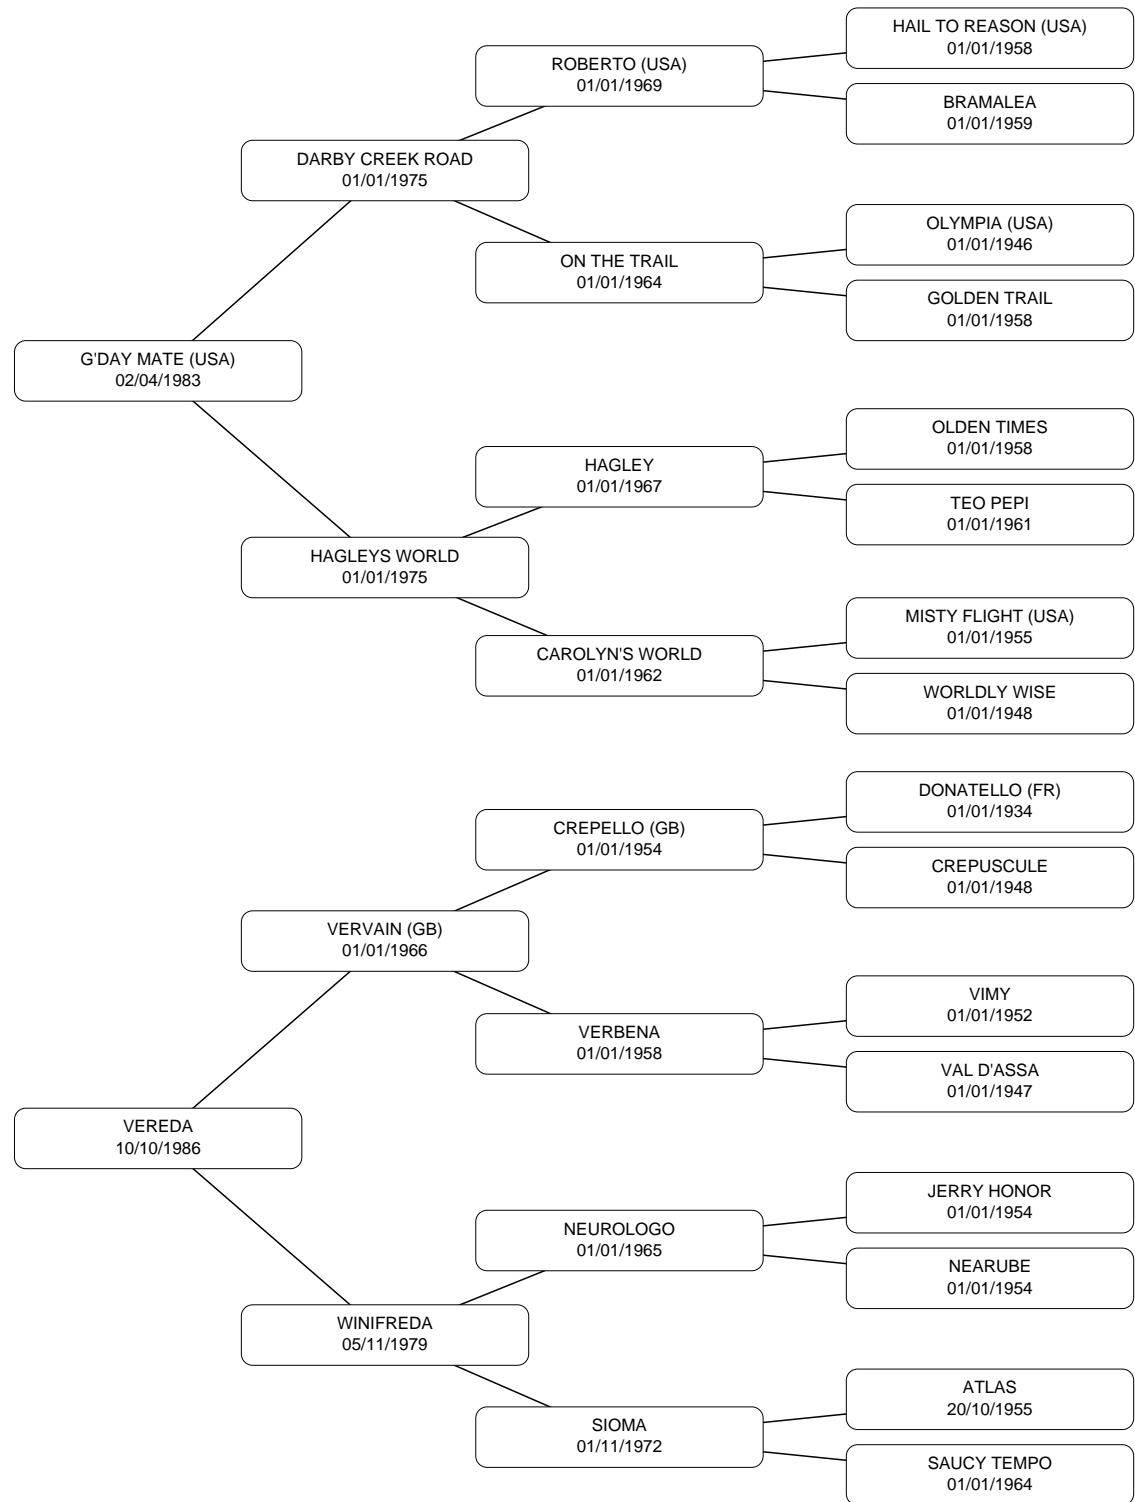 HAIL TO REASON (USA)
01/01/1958
ROBERTO (USA)
01/01/1969
BRAMALEA
01/01/1959
DARBY CREEK ROAD
01/01/1975
OLYMPIA (USA)
01/01/1946
ON THE TRAIL
01/01/1964
GOLDEN TRAIL
01/01/1958
G'DAY MATE (USA)
02/04/1983
OLDEN TIMES
01/01/1958
HAGLEY
01/01/1967
TEO PEPI
01/01/1961
HAGLEYS WORLD
01/01/1975
MISTY FLIGHT (USA)
01/01/1955
CAROLYN'S WORLD
01/01/1962
WORLDLY WISE
01/01/1948
DONATELLO (FR)
01/01/1934
CREPELLO (GB)
01/01/1954
CREPUSCULE
01/01/1948
VERVAIN (GB)
01/01/1966
VIMY
01/01/1952
VERBENA
01/01/1958
VAL D'ASSA
01/01/1947
VEREDA
10/10/1986
JERRY HONOR
01/01/1954
NEUROLOGO
01/01/1965
NEARUBE
01/01/1954
WINIFREDA
05/11/1979
ATLAS
20/10/1955
SIOMA
01/11/1972
SAUCY TEMPO
01/01/1964